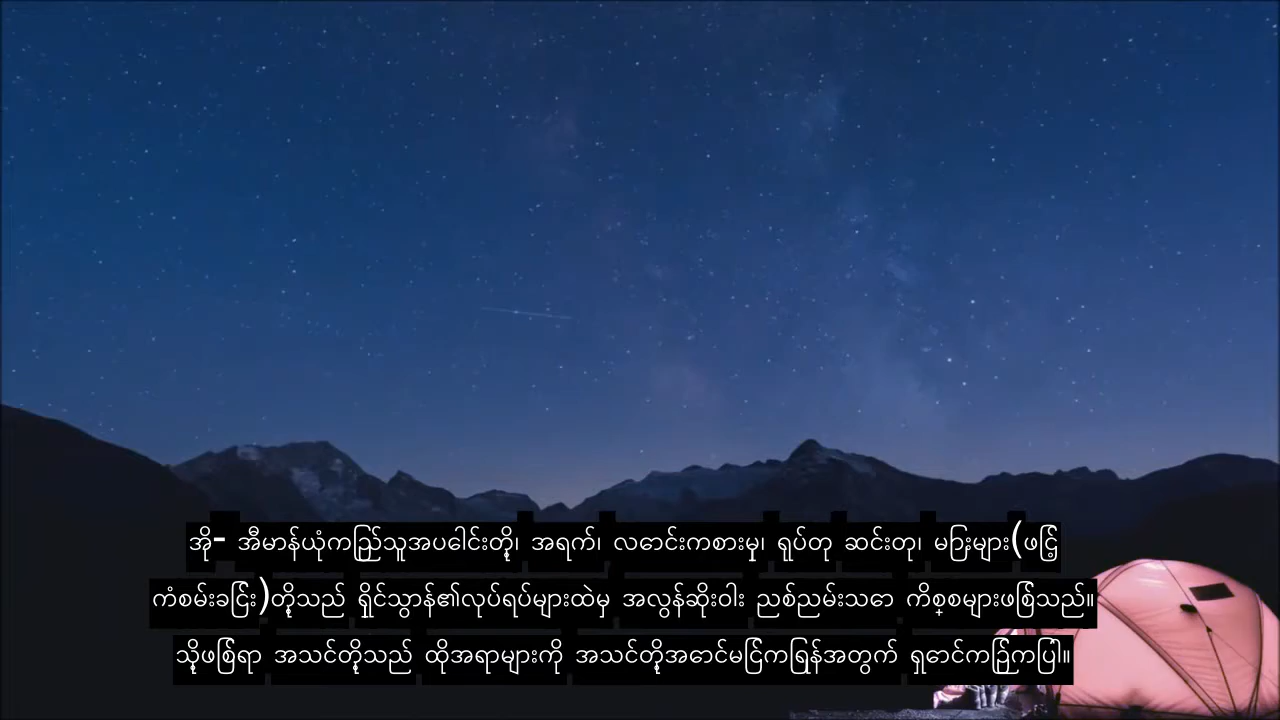 အို- အီမာန်ယုံကြည်သူအပေါင်းတို့၊ အရက်၊ လောင်းကစားမှု၊ ရုပ်တု ဆင်းတု၊ မြှားများ(ဖြင့်
ကံစမ်းခြင်း)တို့သည် ရှိုင်သွာန်၏လုပ်ရပ်များထဲမှ အလွန်ဆိုးဝါး ညစ်ညမ်းသော ကိစ္စများဖြစ်သည်။
သို့ဖြစ်ရာ အသင်တို့သည် ထိုအရာများကို အသင်တို့အောင်မြင်ကြရန်အတွက် ရှောင်ကြဉ်ကြပါ။